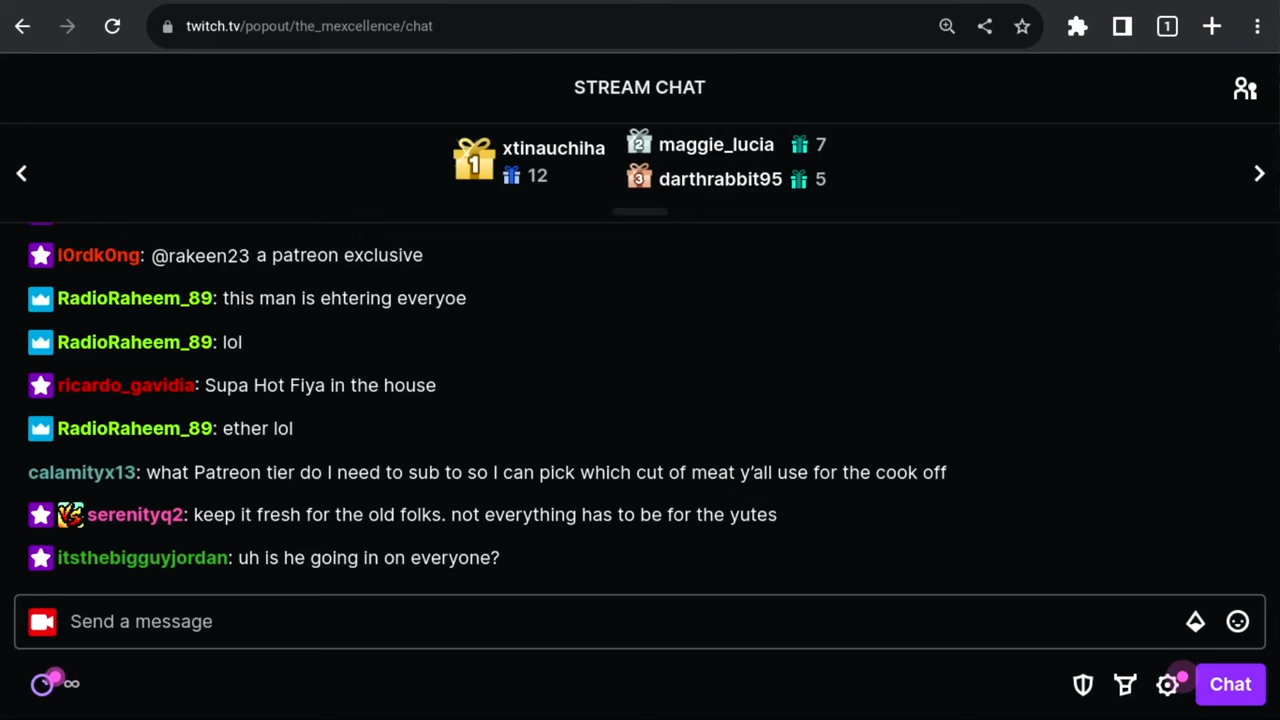 twitch.tv/popout/the_mexcellence/chat
1
STREAM CHAT
1 xtinauchiha
12
2 maggie_lucia 7
3 darthrabbit95 5
l0rdk0ng: @rakeen23 a patreon exclusive
RadioRaheem_89: this man is ehtering everyoe
RadioRaheem_89: lol
ricardo_gavidia: Supa Hot Fiya in the house
RadioRaheem_89: ether lol
calamityx13: what Patreon tier do I need to sub to so I can pick which cut of meat y’all use for the cook off
serenityq2: keep it fresh for the old folks. not everything has to be for the yutes
itsthebigguyjordan: uh is he going in on everyone?
Send a message
∞
Chat